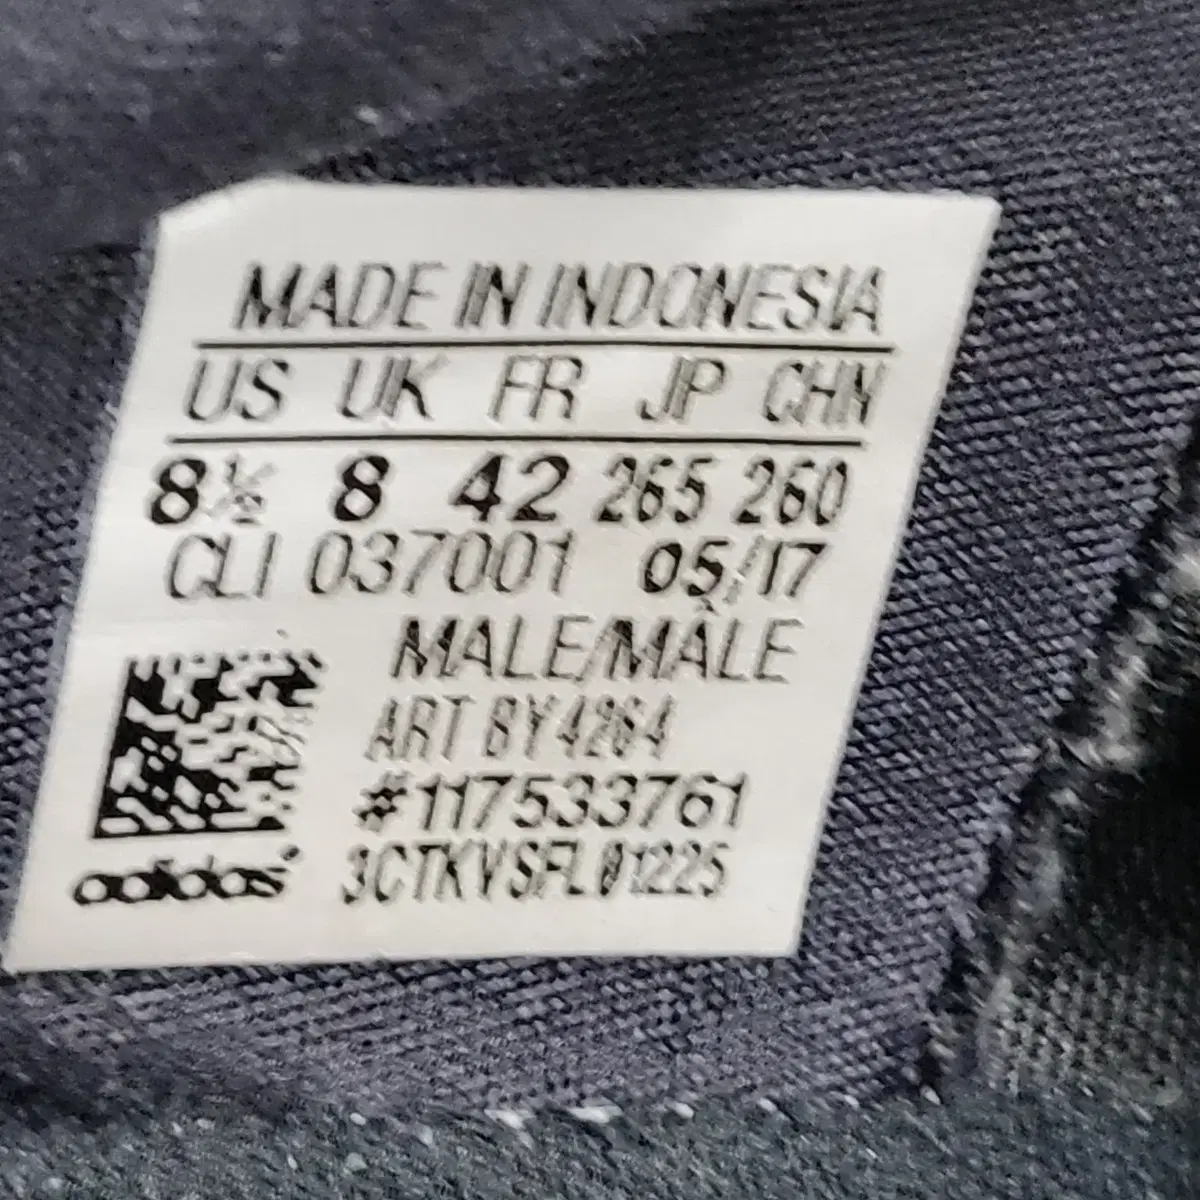 MADE IN INDONESIA
US UK FR JP CHN
8½ 8 42 265 260
CLI 037001 05/17
MALE/MÂLE
ART BY4264
#117533761
3CTKVSFL01225
adidas